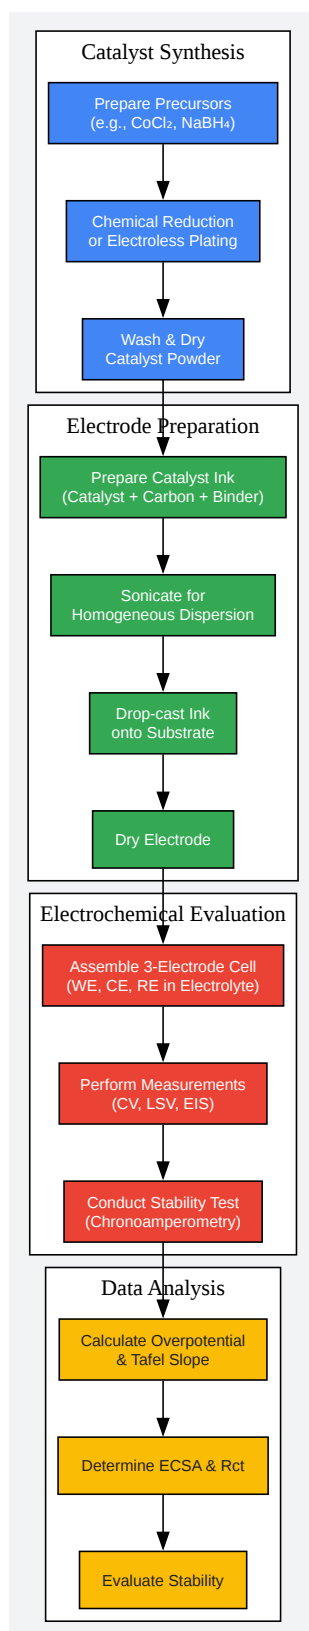 Catalyst Synthesis
Prepare Precursors
(e.g., CoCl₂, NaBH₄)
Chemical Reduction
or Electroless Plating
Wash & Dry
Catalyst Powder
Electrode Preparation
Prepare Catalyst Ink
(Catalyst + Carbon + Binder)
Sonicate for
Homogeneous Dispersion
Drop-cast Ink
onto Substrate
Dry Electrode
Electrochemical Evaluation
Assemble 3-Electrode Cell
(WE, CE, RE in Electrolyte)
Perform Measurements
(CV, LSV, EIS)
Conduct Stability Test
(Chronoamperometry)
Data Analysis
Calculate Overpotential
& Tafel Slope
Determine ECSA & Rct
Evaluate Stability